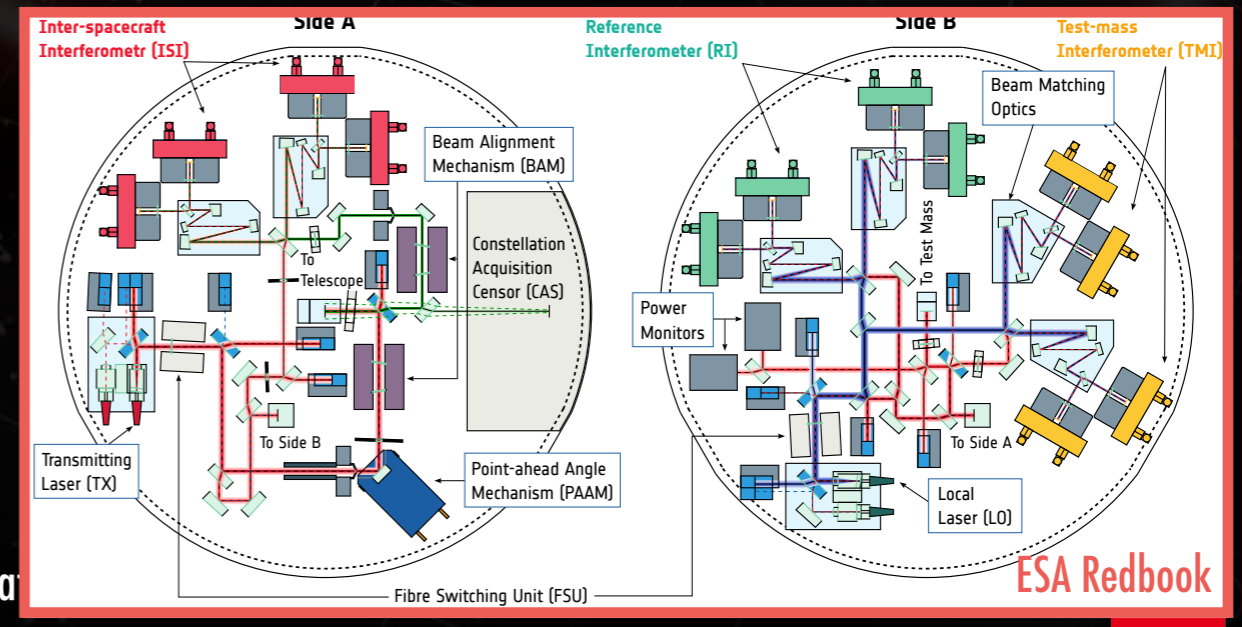 Side A
Side B
Inter-spacecraft
Interferometr (ISI)
Reference
Interferometer (RI)
Test-mass
Interferometer (TMI)
Beam Matching
Optics
Beam Alignment
Mechanism (BAM)
Constellation
Acquisition
Censor (CAS)
To
Telescope
To Test Mass
Power
Monitors
To Side B
To Side A
Transmitting
Laser (TX)
Point-ahead Angle
Mechanism (PAAM)
Local
Laser (LO)
Fibre Switching Unit (FSU)
ESA Redbook